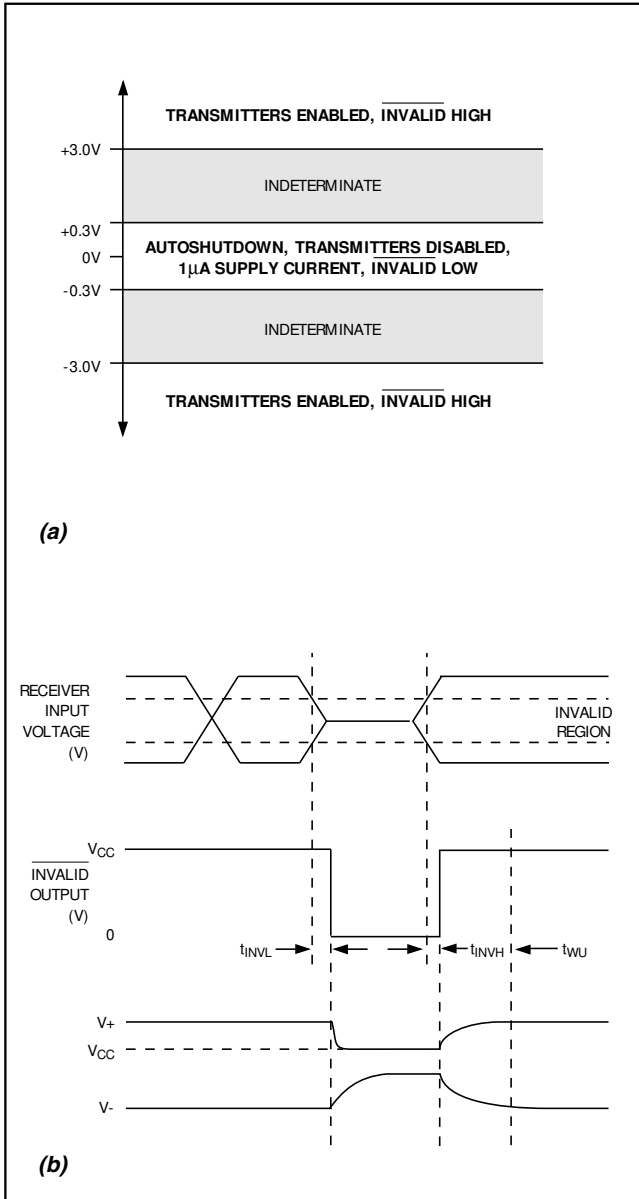 TRANSMITTERS ENABLED, INVALID HIGH
+3.0V
INDETERMINATE
+0.3V
AUTOSHUTDOWN, TRANSMITTERS DISABLED,
0V
1µA SUPPLY CURRENT, INVALID LOW
-0.3V
INDETERMINATE
-3.0V
TRANSMITTERS ENABLED, INVALID HIGH
(a)
RECEIVER
INPUT
VOLTAGE
(V)
INVALID
REGION
VCC
INVALID
OUTPUT
(V)
0
tINVL
tINVH
tWU
V+
VCC
V-
(b)